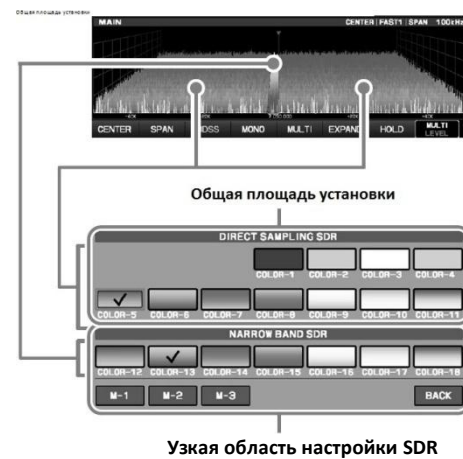 Общая площадь установки
MAIN CENTER FAST1 SPAN 100kHz
CENTER SPAN 3DSS MONO MULTI EXPAND HOLD MULTI LEVEL
Общая площадь установки
DIRECT SAMPLING SDR
COLOR-1 COLOR-2 COLOR-3 COLOR-4
COLOR-5 COLOR-6 COLOR-7 COLOR-8 COLOR-9 COLOR-10 COLOR-11
NARROW BAND SDR
COLOR-12 COLOR-13 COLOR-14 COLOR-15 COLOR-16 COLOR-17 COLOR-18
M-1 M-2 M-3 BACK
Узкая область настройки SDR